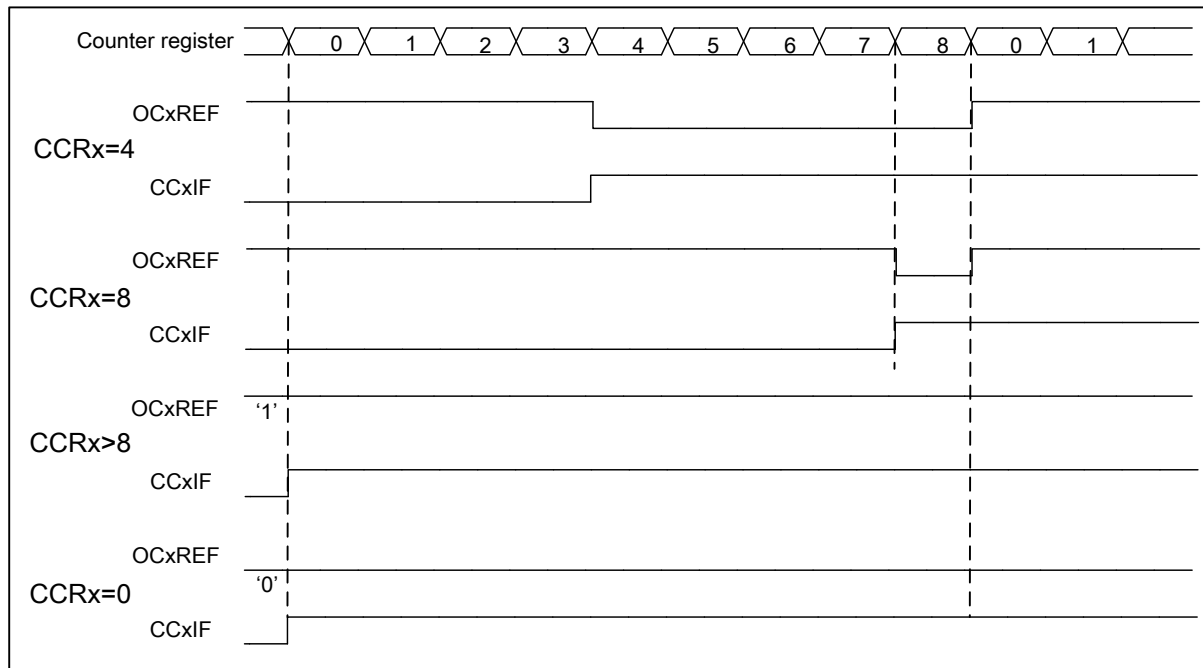 Counter register 0 1 2 3 4 5 6 7 8 0 1
OCxREF
CCRx=4
CCxIF
OCxREF
CCRx=8
CCxIF
OCxREF ‘1’
CCRx>8
CCxIF
OCxREF
‘0’
CCRx=0
CCxIF